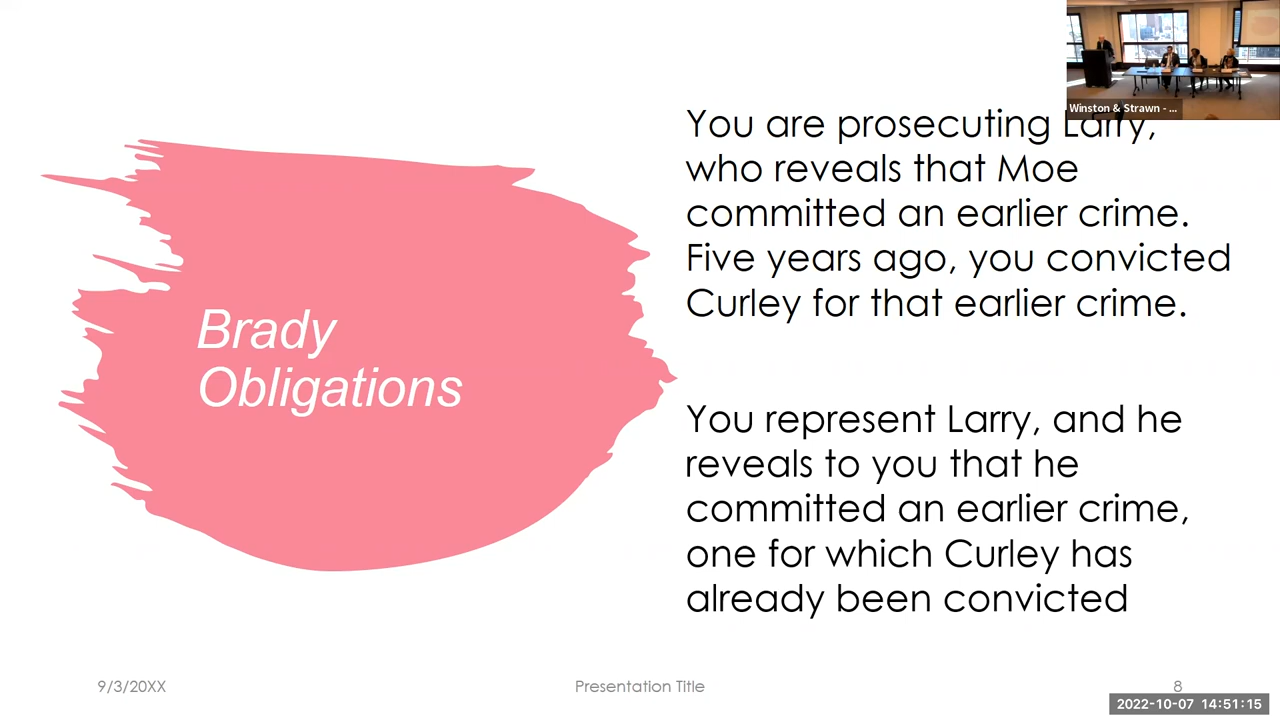 Winston & Strawn - ...
You are prosecuting Larry,
who reveals that Moe
committed an earlier crime.
Five years ago, you convicted
Curley for that earlier crime.
Brady
Obligations
You represent Larry, and he
reveals to you that he
committed an earlier crime,
one for which Curley has
already been convicted
9/3/20XX
Presentation Title
8
2022-10-07 14:51:15